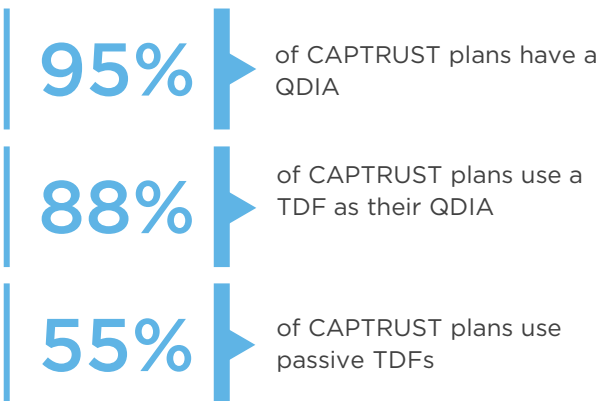 95%
of CAPTRUST plans have a
QDIA
88%
of CAPTRUST plans use a
TDF as their QDIA
55%
of CAPTRUST plans use
passive TDFs